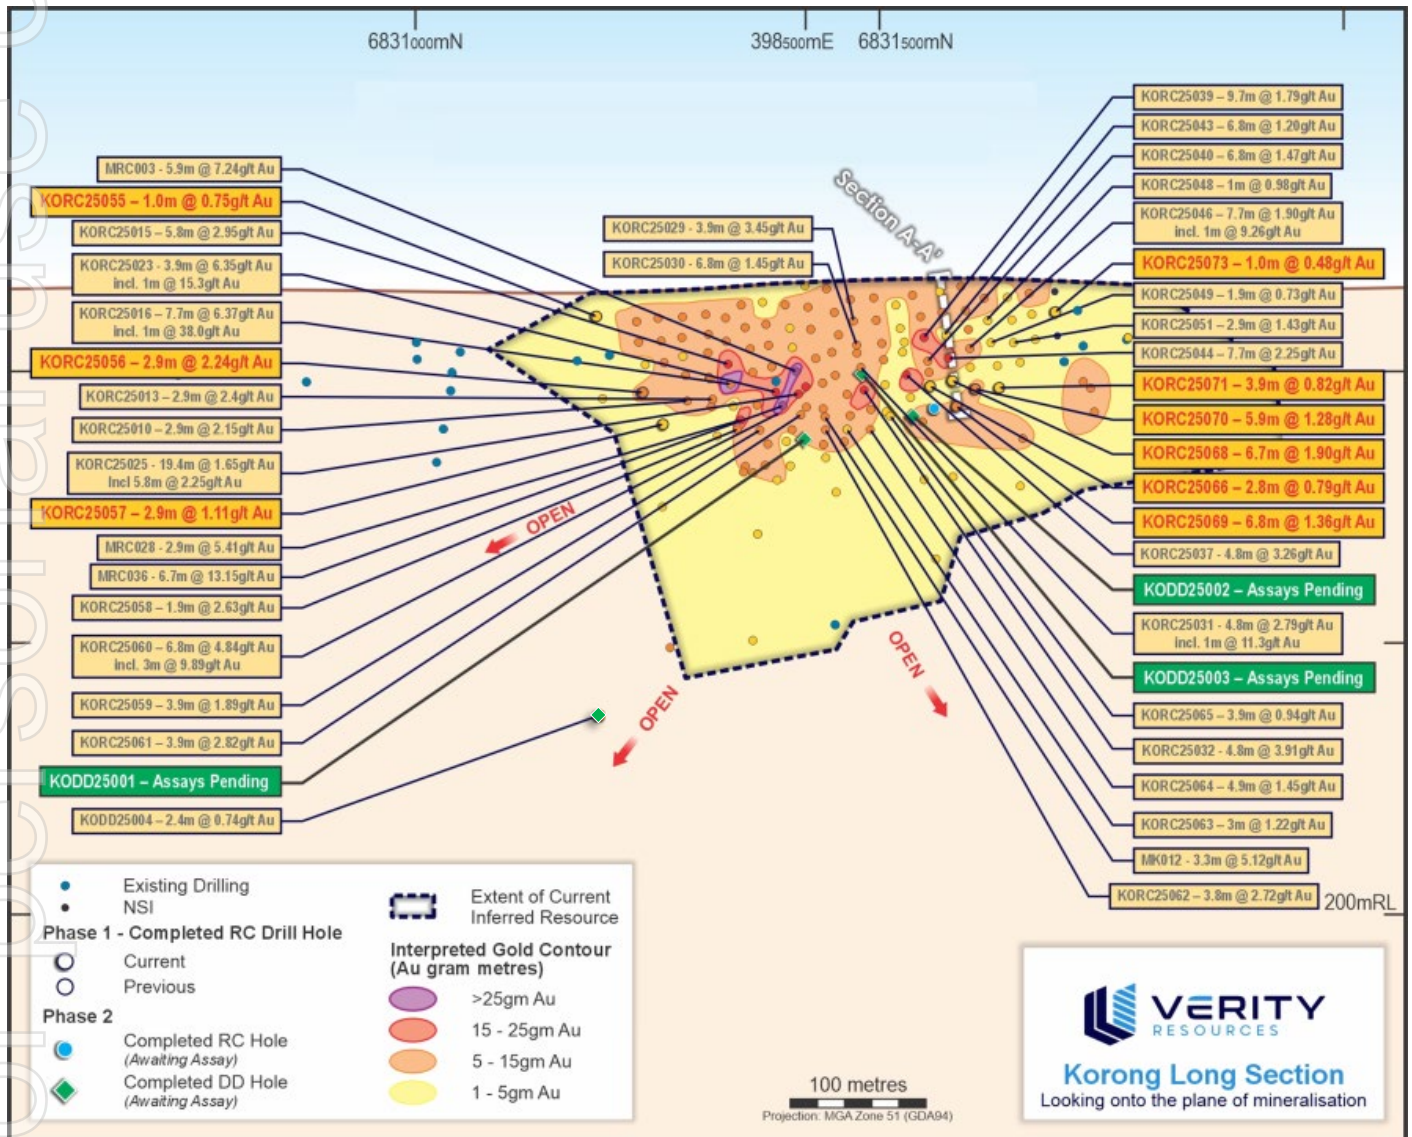 6831000mN
398500mE
6831500mN
MRC003 - 5.9m @ 7.24g/t Au
KORC25055 – 1.0m @ 0.75g/t Au
KORC25015 – 5.8m @ 2.95g/t Au
KORC25023 – 3.9m @ 6.35g/t Au
incl. 1m @ 15.3g/t Au
KORC25016 – 7.7m @ 6.37g/t Au
incl. 1m @ 38.0g/t Au
KORC25056 – 2.9m @ 2.24g/t Au
KORC25013 – 2.9m @ 2.4g/t Au
KORC25010 – 2.9m @ 2.15g/t Au
KORC25025 - 19.4m @ 1.65g/t Au
Incl 5.8m @ 2.25g/t Au
KORC25057 – 2.9m @ 1.11g/t Au
MRC028 – 2.9m @ 5.41g/t Au
MRC036 - 6.7m @ 13.15g/t Au
KORC25058 – 1.9m @ 2.63g/t Au
KORC25060 – 6.8m @ 4.84g/t Au
incl. 3m @ 9.89g/t Au
KORC25059 – 3.9m @ 1.89g/t Au
KORC25061 – 3.9m @ 2.82g/t Au
KODD25001 – Assays Pending
KODD25004 – 2.4m @ 0.74g/t Au
KORC25029 - 3.9m @ 3.45g/t Au
KORC25030 - 6.8m @ 1.45g/t Au
Section A-A'
OPEN
OPEN
OPEN
KORC25039 – 9.7m @ 1.79g/t Au
KORC25043 – 6.8m @ 1.20g/t Au
KORC25040 – 6.8m @ 1.47g/t Au
KORC25048 – 1m @ 0.98g/t Au
KORC25046 – 7.7m @ 1.90g/t Au
incl. 1m @ 9.26g/t Au
KORC25073 – 1.0m @ 0.48g/t Au
KORC25049 – 1.9m @ 0.73g/t Au
KORC25051 – 2.9m @ 1.43g/t Au
KORC25044 – 7.7m @ 2.25g/t Au
KORC25071 – 3.9m @ 0.82g/t Au
KORC25070 – 5.9m @ 1.28g/t Au
KORC25068 – 6.7m @ 1.90g/t Au
KORC25066 – 2.8m @ 0.79g/t Au
KORC25069 – 6.8m @ 1.36g/t Au
KORC25037 - 4.8m @ 3.26g/t Au
KODD25002 – Assays Pending
KORC25031 - 4.8m @ 2.79g/t Au
incl. 1m @ 11.3g/t Au
KODD25003 – Assays Pending
KORC25065 – 3.9m @ 0.94g/t Au
KORC25032 – 4.8m @ 3.91g/t Au
KORC25064 – 4.9m @ 1.45g/t Au
KORC25063 – 3m @ 1.22g/t Au
MK012 - 3.3m @ 5.12g/t Au
KORC25062 – 3.8m @ 2.72g/t Au
200mRL
Existing Drilling
NSI
Phase 1 - Completed RC Drill Hole
Current
Previous
Phase 2
Completed RC Hole
(Awaiting Assay)
Completed DD Hole
(Awaiting Assay)
Extent of Current
Inferred Resource
Interpreted Gold Contour
(Au gram metres)
>25gm Au
15 - 25gm Au
5 - 15gm Au
1 - 5gm Au
100 metres
Projection: MGA Zone 51 (GDA94)
VERITY
RESOURCES
Korong Long Section
Looking onto the plane of mineralisation